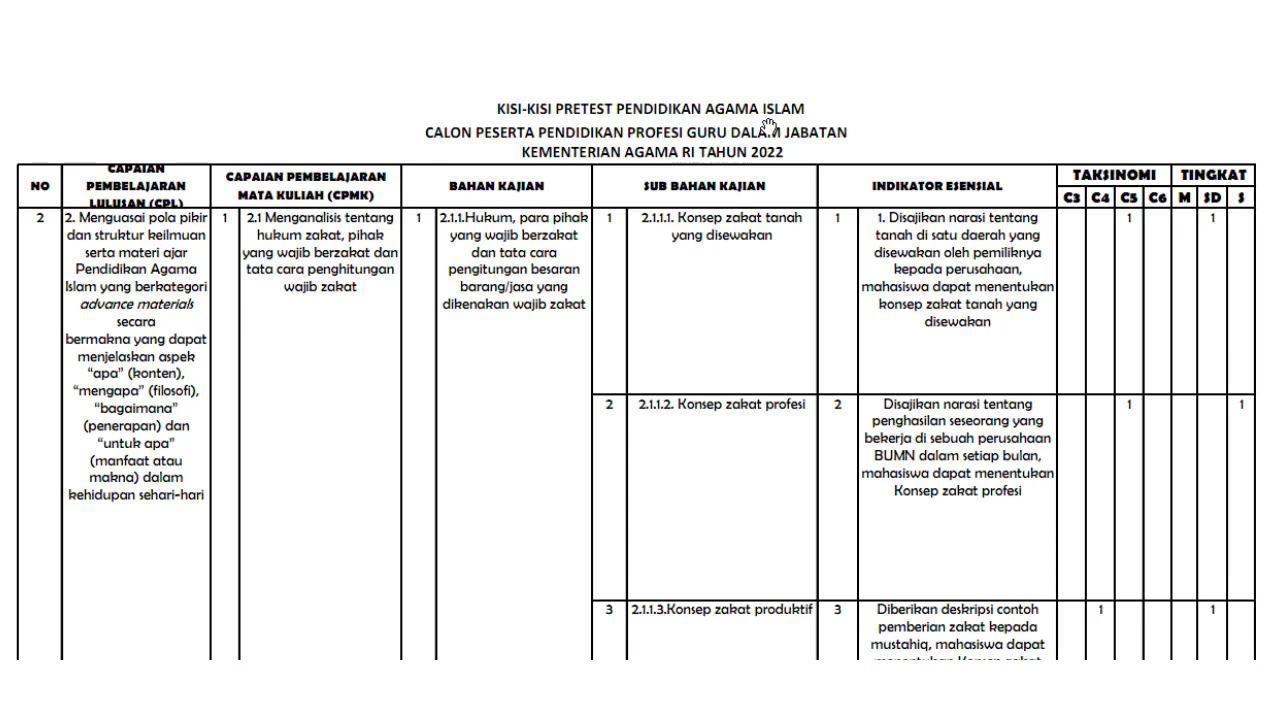 KISI-KISI PRETEST PENDIDIKAN AGAMA ISLAM
CALON PESERTA PENDIDIKAN PROFESI GURU DALAM JABATAN
KEMENTERIAN AGAMA RI TAHUN 2022
NO
CAPAIAN
PEMBELAJARAN
LULUSAN (CPL)
CAPAIAN PEMBELAJARAN
MATA KULIAH (CPMK)
BAHAN KAJIAN
SUB BAHAN KAJIAN
INDIKATOR ESENSIAL
TAKSINOMI
TINGKAT
C3 C4 C5 C6 M SD S
2
2. Menguasai pola pikir
dan struktur keilmuan
serta materi ajar
Pendidikan Agama
Islam yang berkategori
advance materials
secara
bermakna yang dapat
menjelaskan aspek
“apa” (konten),
“mengapa” (filosofi),
“bagaimana”
(penerapan) dan
“untuk apa”
(manfaat atau
makna) dalam
kehidupan sehari-hari
1
2.1 Menganalisis tentang
hukum zakat, pihak
yang wajib berzakat dan
tata cara penghitungan
wajib zakat
1
2.1.1.Hukum, para pihak
yang wajib berzakat
dan tata cara
pengitungan besaran
barang/jasa yang
dikenakan wajib zakat
1
2.1.1.1. Konsep zakat tanah
yang disewakan
1
1. Disajikan narasi tentang
tanah di satu daerah yang
disewakan oleh pemiliknya
kepada perusahaan,
mahasiswa dapat menentukan
konsep zakat tanah yang
disewakan
1
1
2
2.1.1.2. Konsep zakat profesi
2
Disajikan narasi tentang
penghasilan seseorang yang
bekerja di sebuah perusahaan
BUMN dalam setiap bulan,
mahasiswa dapat menentukan
Konsep zakat profesi
1
1
3
2.1.1.3.Konsep zakat produktif
3
Diberikan deskripsi contoh
pemberian zakat kepada
mustahiq, mahasiswa dapat
menentukan Konsep zakat
1
1